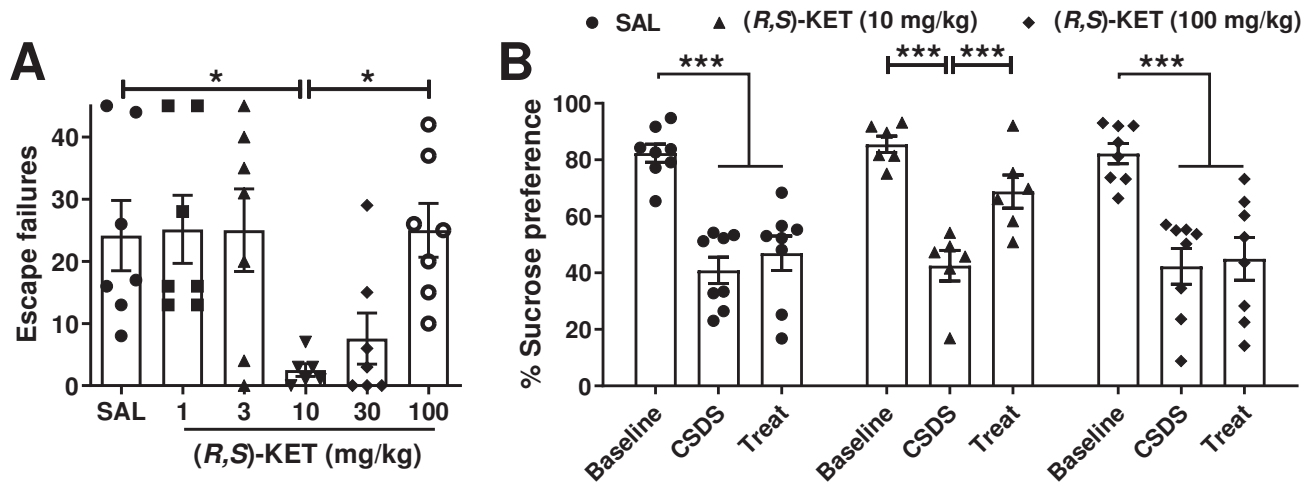 SAL (R,S)-KET (10 mg/kg) (R,S)-KET (100 mg/kg)
A
* *
Escape failures
40
30
20
10
0
SAL 1 3 10 30 100
(R,S)-KET (mg/kg)
B
*** *** *** ***
% Sucrose preference
100
80
60
40
20
0
Baseline CSDS Treat Baseline CSDS Treat Baseline CSDS Treat